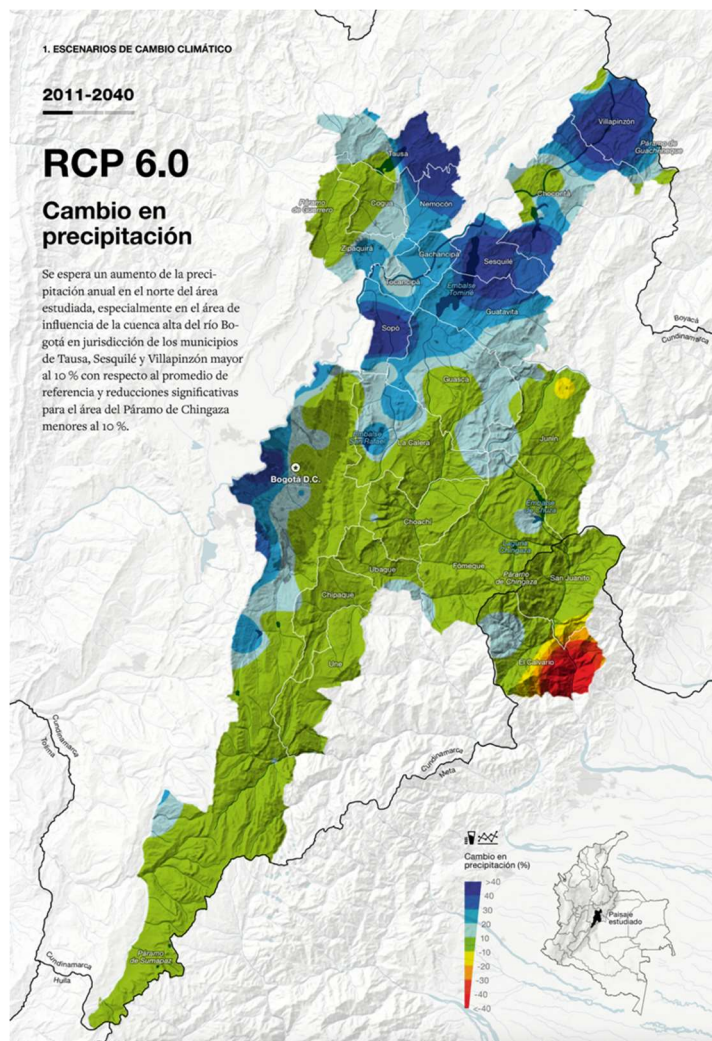 1. ESCENARIOS DE CAMBIO CLIMÁTICO
2011-2040
RCP 6.0
Cambio en
precipitación
Se espera un aumento de la preci-
pitación anual en el norte del área
estudiada, especialmente en el área de
influencia de la cuenca alta del río Bo-
gotá en jurisdicción de los municipios
de Tausa, Sesquilé y Villapinzón mayor
al 10 % con respecto al promedio de
referencia y reducciones significativas
para el área del Páramo de Chingaza
menores al 10 %.
Villapinzón
Páramo de
Guacheneque
Tausa
Chocontá
Páramo
de Guerrero
Cogua
Nemocón
Zipaquirá
Gachancipá
Sesquilé
Tocancipá
Embalse
Tominé
Guatavita
Sopó
Boyacá
Cundinamarca
Guasca
Embalse
San Rafael
La Calera
Junín
Bogotá D.C.
Choachí
Ubaque
Fómeque
Páramo
de Chingaza
San Juanito
Chipaque
Une
El Calvario
Cundinamarca
Tolima
Cundinamarca
Meta
Cambio en
precipitación (%)
>40
40
30
20
10
-10
-20
-30
-40
<-40
Paisaje
estudiado
Páramo
de Sumapaz
Cundinamarca
Huila